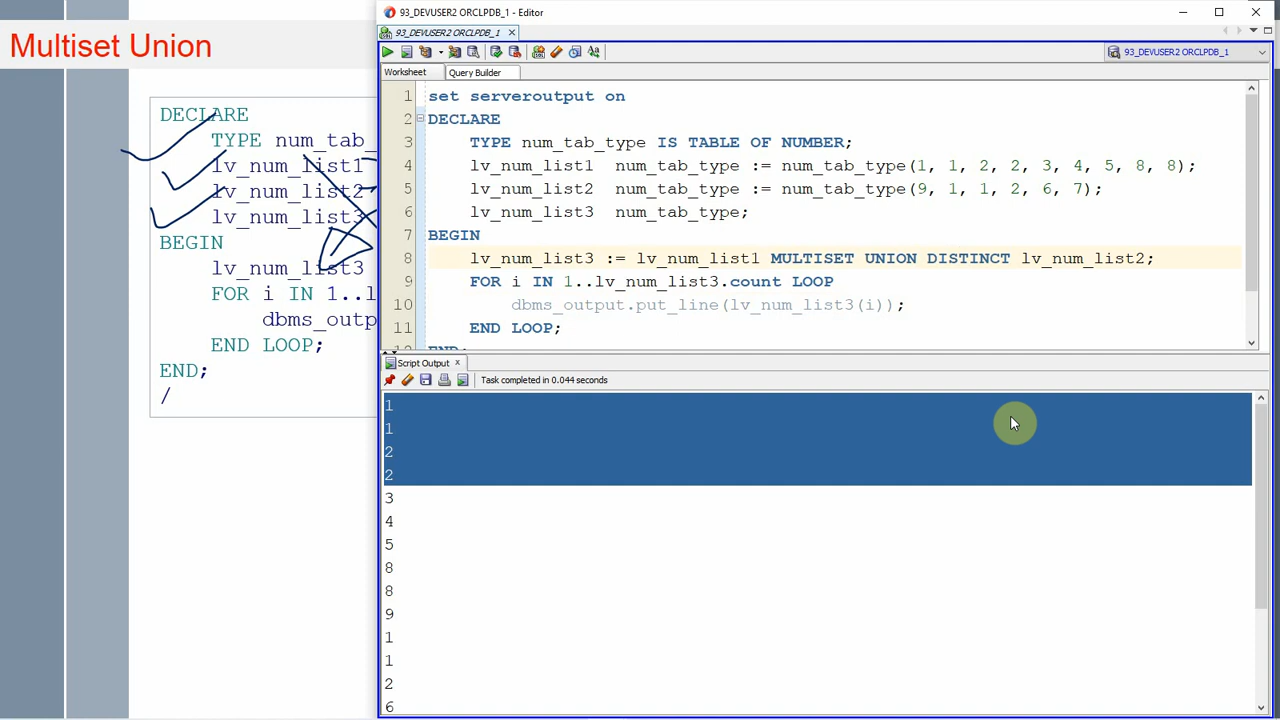 Multiset Union
DECLARE
TYPE num_tab_
lv_num_list1
lv_num_list2
lv_num_list3
BEGIN
lv_num_list3
FOR i IN 1..l
dbms_outp
END LOOP;
END;
/
93_DEVUSER2 ORCLPDB_1 - Editor
93_DEVUSER2 ORCLPDB_1
93_DEVUSER2 ORCLPDB_1
Worksheet Query Builder
1 set serveroutput on
2 DECLARE
3 TYPE num_tab_type IS TABLE OF NUMBER;
4 lv_num_list1 num_tab_type := num_tab_type(1, 1, 2, 2, 3, 4, 5, 8, 8);
5 lv_num_list2 num_tab_type := num_tab_type(9, 1, 1, 2, 6, 7);
6 lv_num_list3 num_tab_type;
7 BEGIN
8 lv_num_list3 := lv_num_list1 MULTISET UNION DISTINCT lv_num_list2;
9 FOR i IN 1..lv_num_list3.count LOOP
10 dbms_output.put_line(lv_num_list3(i));
11 END LOOP;
12 END;
Script Output
Task completed in 0.044 seconds
1
1
2
2
3
4
5
8
8
9
1
1
2
6